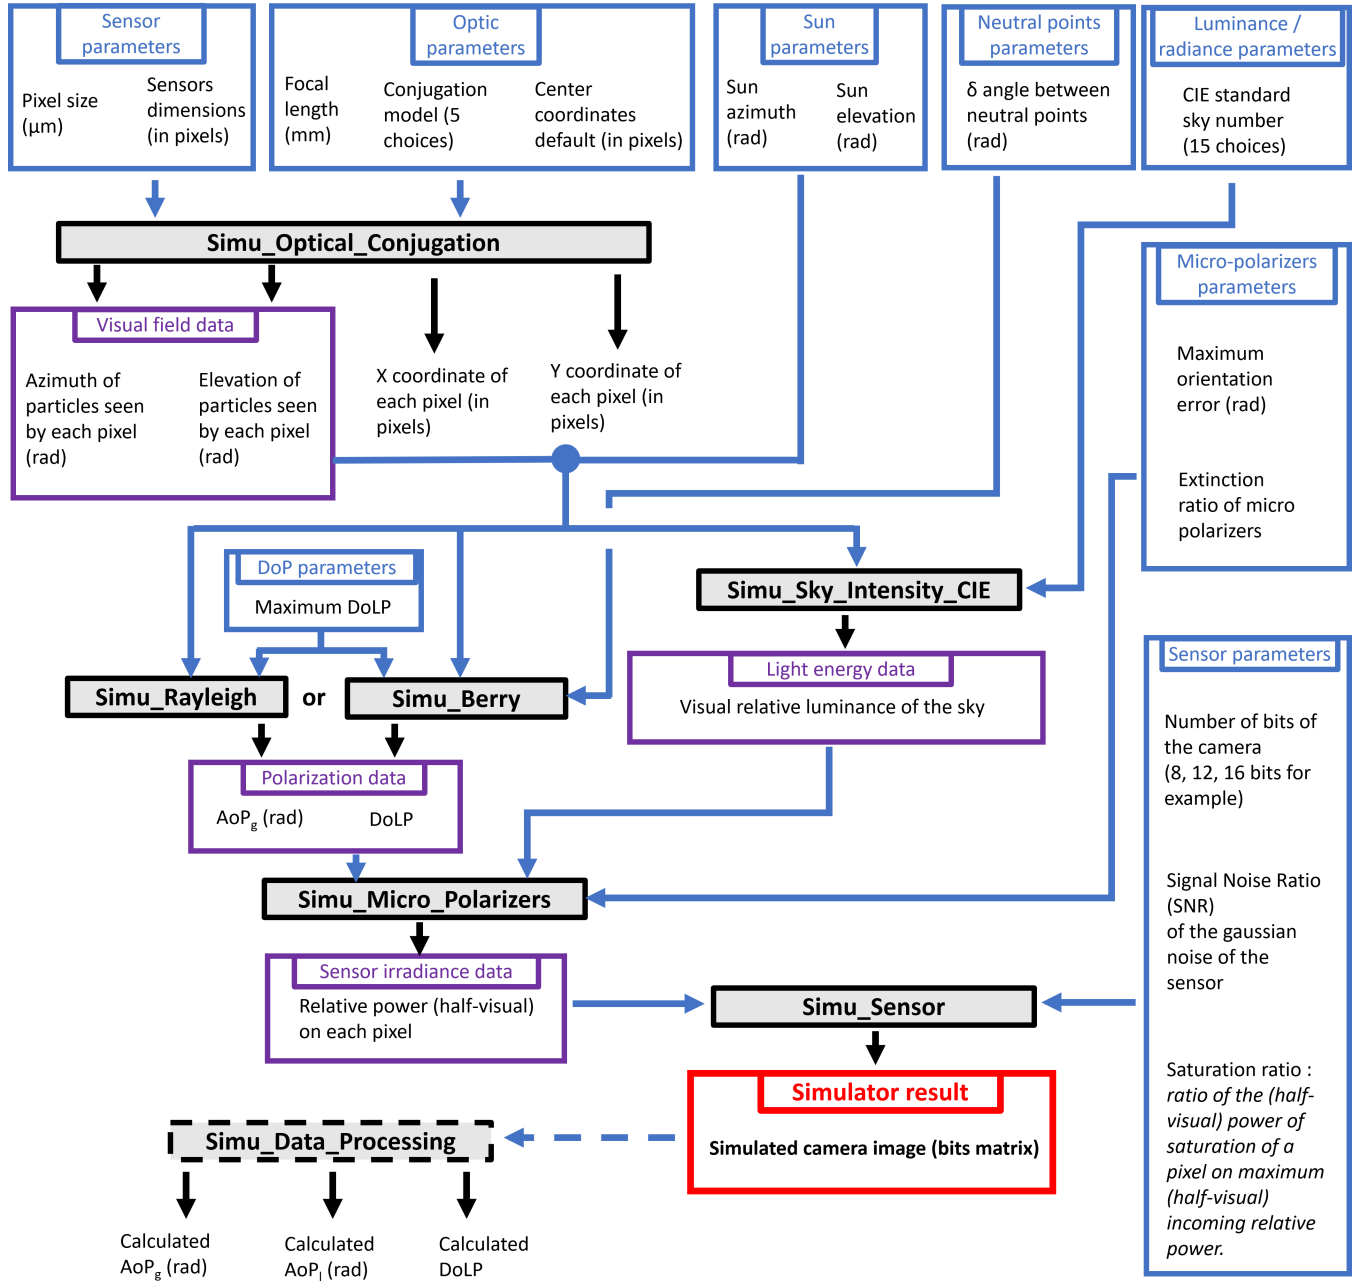 Sensor
parameters
Pixel size
(µm)
Sensors
dimensions
(in pixels)
Optic
parameters
Focal
length
(mm)
Conjugation
model (5
choices)
Center
coordinates
default (in pixels)
Sun
parameters
Sun
azimuth
(rad)
Sun
elevation
(rad)
Neutral points
parameters
δ angle between
neutral points
(rad)
Luminance /
radiance parameters
CIE standard
sky number
(15 choices)
Simu_Optical_Conjugation
Visual field data
Azimuth of
particles seen
by each pixel
(rad)
Elevation of
particles seen
by each pixel
(rad)
X coordinate of
each pixel (in
pixels)
Y coordinate of
each pixel (in
pixels)
Micro-polarizers
parameters
Maximum
orientation
error (rad)
Extinction
ratio of micro
polarizers
DoP parameters
Maximum DoLP
Simu_Sky_Intensity_CIE
Simu_Rayleigh
or
Simu_Berry
Light energy data
Visual relative luminance of the sky
Polarization data
AoPg (rad)
DoLP
Simu_Micro_Polarizers
Sensor irradiance data
Relative power (half-visual)
on each pixel
Sensor parameters
Number of bits of
the camera
(8, 12, 16 bits for
example)
Signal Noise Ratio
(SNR)
of the gaussian
noise of the
sensor
Saturation ratio :
ratio of the (half-
visual) power of
saturation of a
pixel on maximum
(half-visual)
incoming relative
power.
Simu_Sensor
Simulator result
Simulated camera image (bits matrix)
Simu_Data_Processing
Calculated
AoPg (rad)
Calculated
AoPl (rad)
Calculated
DoLP